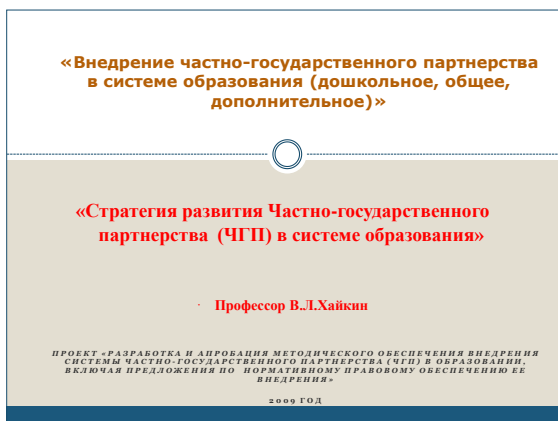 «Внедрение частно-государственного партнерства
в системе образования (дошкольное, общее,
дополнительное)»
«Стратегия развития Частно-государственного
партнерства (ЧГП) в системе образования»
Профессор В.Л.Хайкин
ПРОЕКТ «РАЗРАБОТКА И АПРОБАЦИЯ МЕТОДИЧЕСКОГО ОБЕСПЕЧЕНИЯ ВНЕДРЕНИЯ
СИСТЕМЫ ЧАСТНО-ГОСУДАРСТВЕННОГО ПАРТНЕРСТВА (ЧГП) В ОБРАЗОВАНИИ,
ВКЛЮЧАЯ ПРЕДЛОЖЕНИЯ ПО НОРМАТИВНОМУ ПРАВОВОМУ ОБЕСПЕЧЕНИЮ ЕЕ
ВНЕДРЕНИЯ»
2009 ГОД